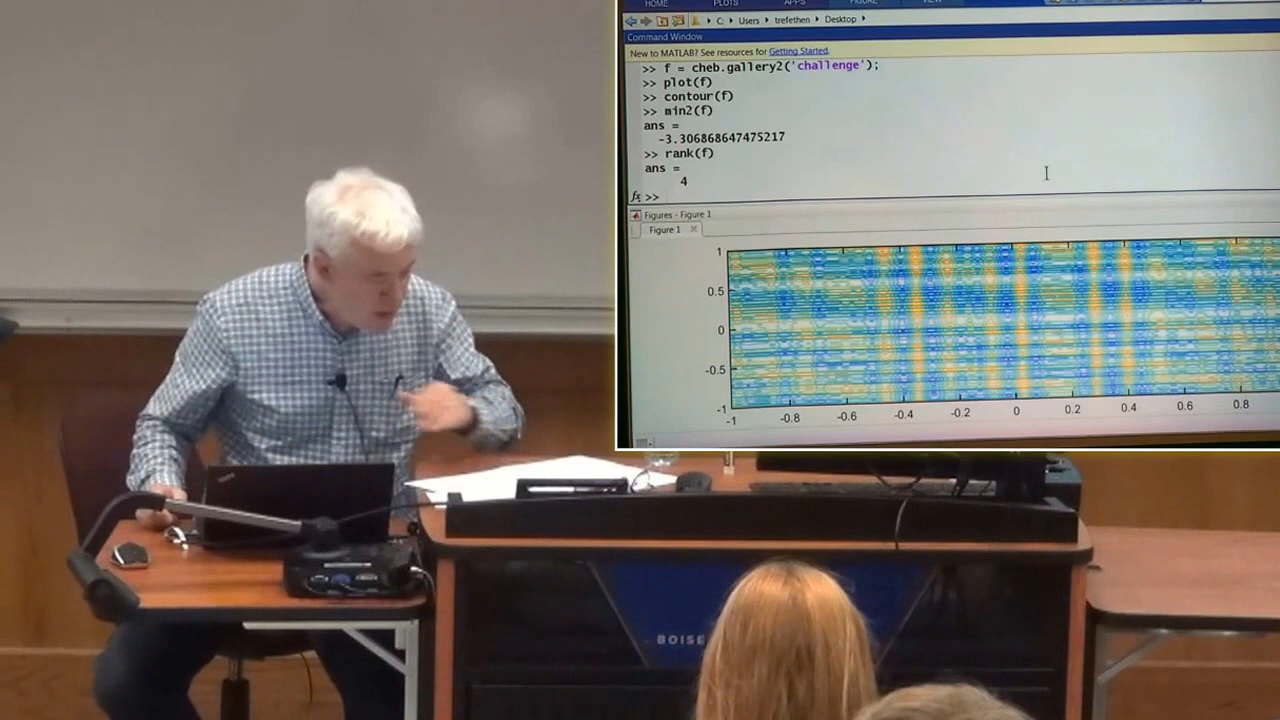 HOME PLOTS APPS FIGURE VIEW
C: Users trefethen Desktop
Command Window
New to MATLAB? See resources for Getting Started.
>> f = cheb.gallery2('challenge');
>> plot(f)
>> contour(f)
>> min2(f)
ans =
-3.306868647475217
>> rank(f)
ans =
4
fx >>
Figures - Figure 1
Figure 1
1
0.5
0
-0.5
-1
-1 -0.8 -0.6 -0.4 -0.2 0 0.2 0.4 0.6 0.8
BOISE